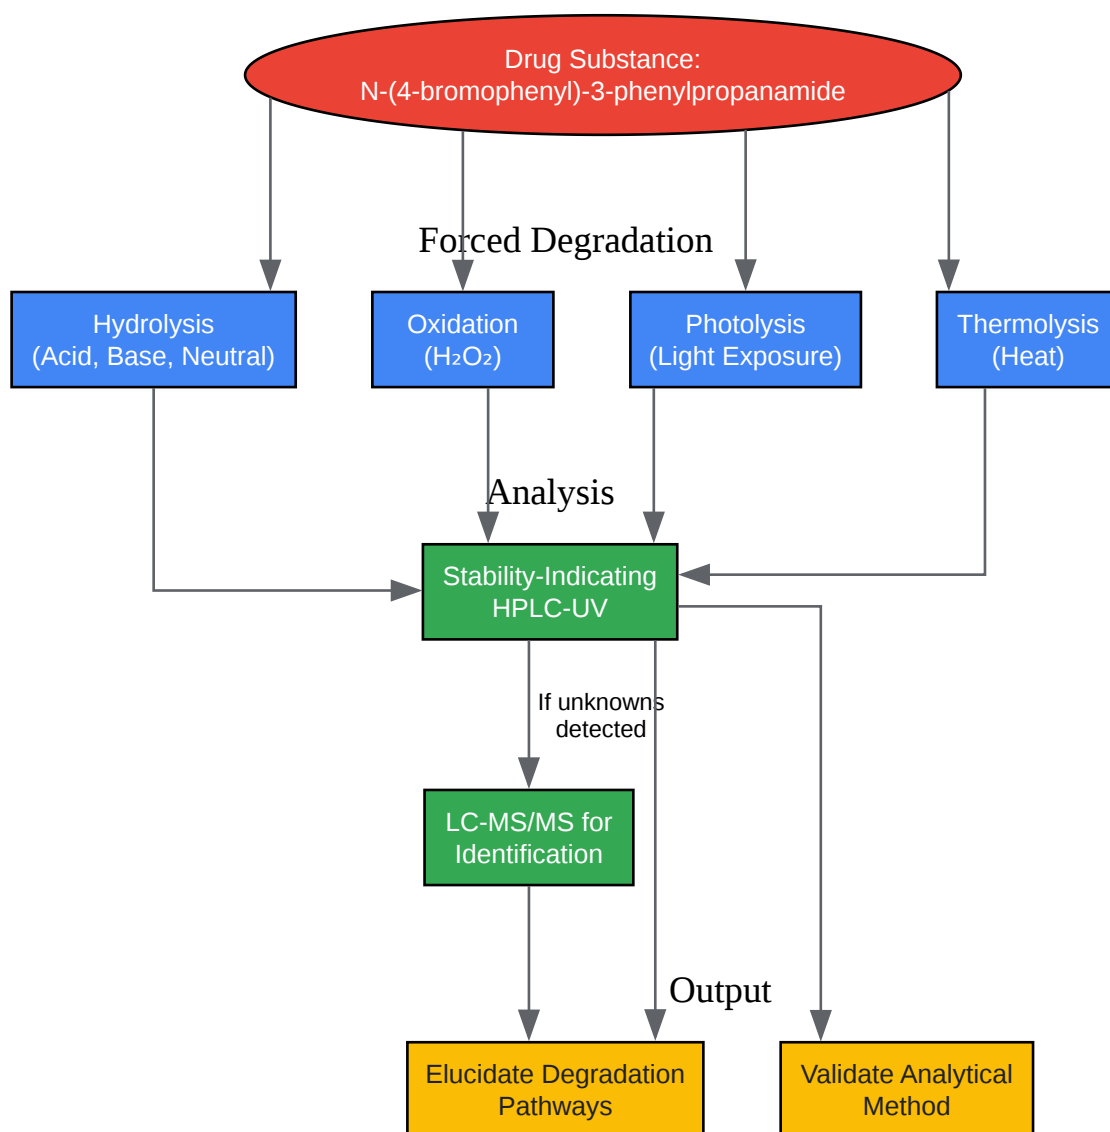 Drug Substance:
N-(4-bromophenyl)-3-phenylpropanamide
Forced Degradation
Hydrolysis
(Acid, Base, Neutral)
Oxidation
(H₂O₂)
Photolysis
(Light Exposure)
Thermolysis
(Heat)
Analysis
Stability-Indicating
HPLC-UV
If unknowns
detected
LC-MS/MS for
Identification
Output
Elucidate Degradation
Pathways
Validate Analytical
Method